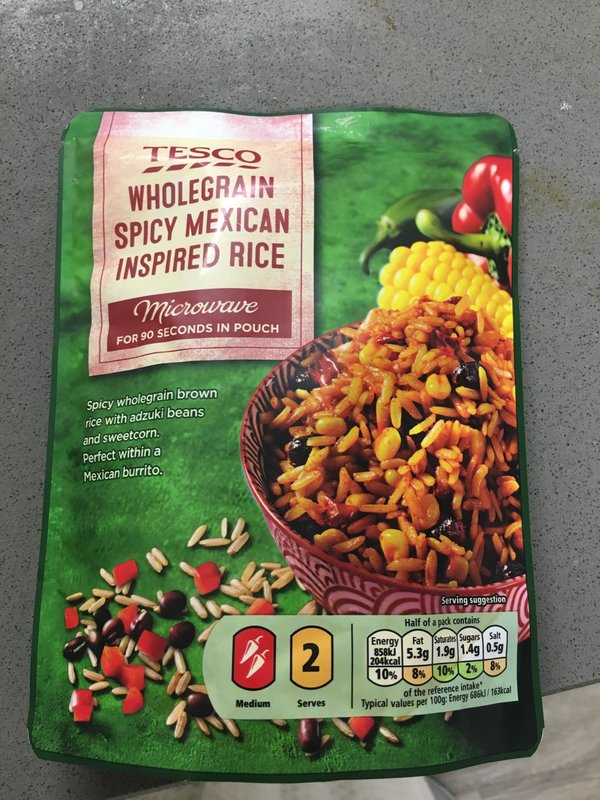 TESCO
WHOLEGRAIN
SPICY MEXICAN
INSPIRED RICE
Microwave
FOR 90 SECONDS IN POUCH
Spicy wholegrain brown
rice with adzuki beans
and sweetcorn.
Perfect within a
Mexican burrito.
Serving suggestion
Medium
2
Serves
Half of a pack contains
Energy Fat Saturates Sugars Salt
858kJ 5.3g 1.9g 1.4g 0.5g
204kcal
10% 8% 10% 2% 8%
of the reference intake*
Typical values per 100g: Energy 686kJ / 163kcal